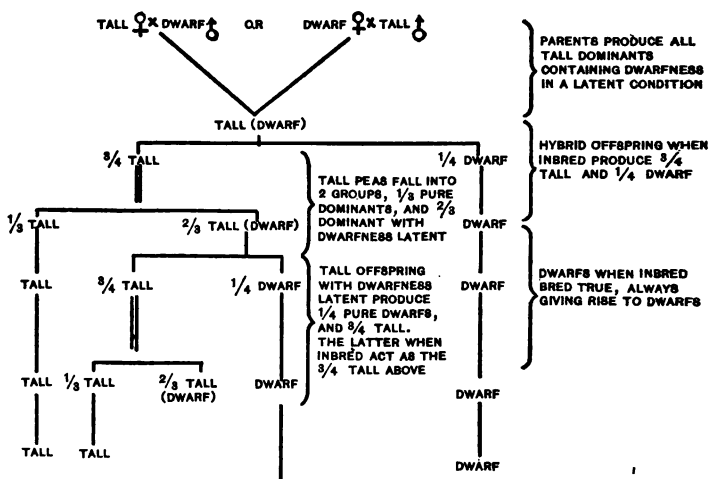 TALL ♀ x DWARF ♂ OR DWARF ♀ x TALL ♂
PARENTS PRODUCE ALL
TALL DOMINANTS
CONTAINING DWARFNESS
IN A LATENT CONDITION
TALL (DWARF)
3/4 TALL
1/4 DWARF
HYBRID OFFSPRING WHEN
INBRED PRODUCE 3/4
TALL AND 1/4 DWARF
TALL PEAS FALL INTO
2 GROUPS, 1/3 PURE
DOMINANTS, AND 2/3
DOMINANT WITH
DWARFNESS LATENT
1/3 TALL
2/3 TALL (DWARF)
DWARF
TALL
3/4 TALL
1/4 DWARF
TALL OFFSPRING
WITH DWARFNESS
LATENT PRODUCE
1/4 PURE DWARFS,
AND 3/4 TALL.
THE LATTER WHEN
INBRED ACT AS THE
3/4 TALL ABOVE
DWARF
DWARFS WHEN INBRED
BRED TRUE, ALWAYS
GIVING RISE TO DWARFS
TALL
1/3 TALL
2/3 TALL
(DWARF)
DWARF
DWARF
TALL
TALL
DWARF